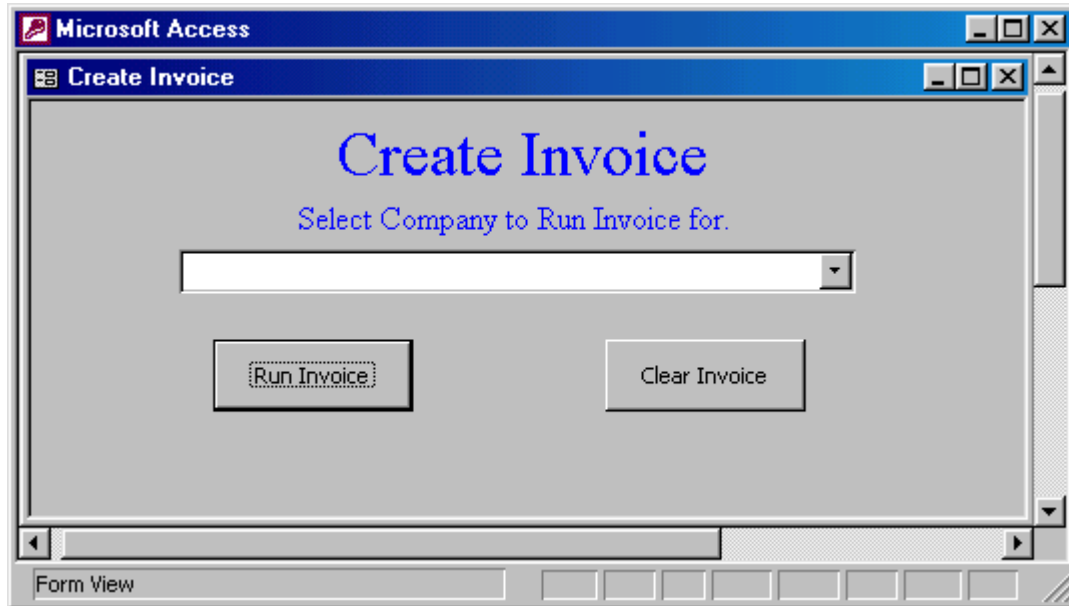 Microsoft Access
Create Invoice
Create Invoice
Select Company to Run Invoice for.
Run Invoice Clear Invoice
Form View